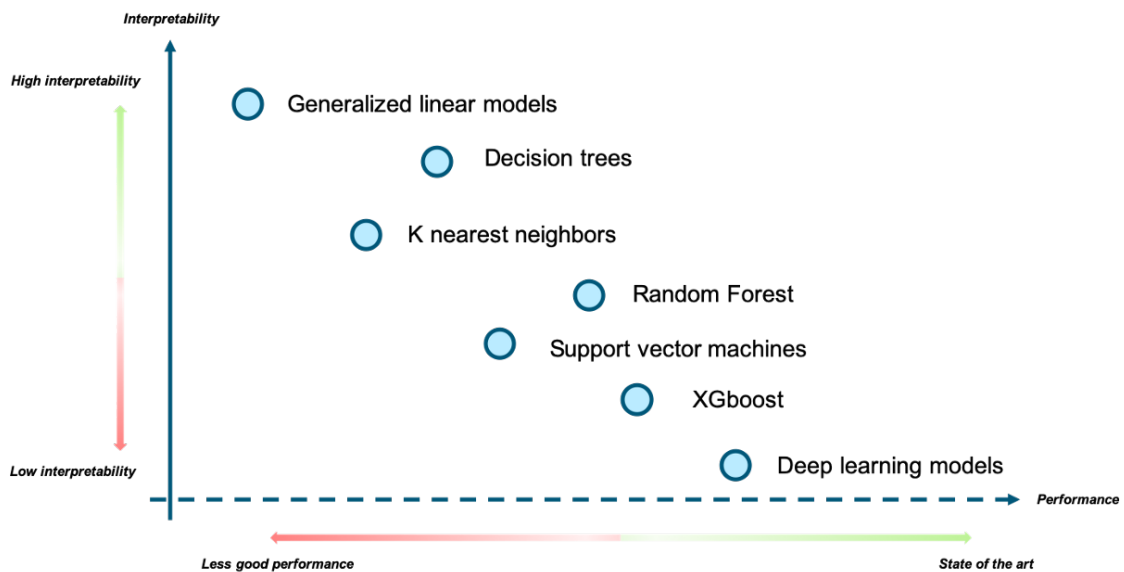 Interpretability
High interpretability
Generalized linear models
Decision trees
K nearest neighbors
Random Forest
Support vector machines
XGboost
Low interpretability
Deep learning models
Performance
Less good performance
State of the art